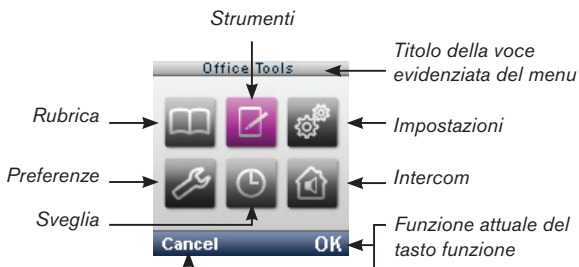 Strumenti
Office Tools
Titolo della voce
evidenziata del menu
Rubrica
Impostazioni
Preferenze
Intercom
Sveglia
Funzione attuale del
tasto funzione
Cancel OK